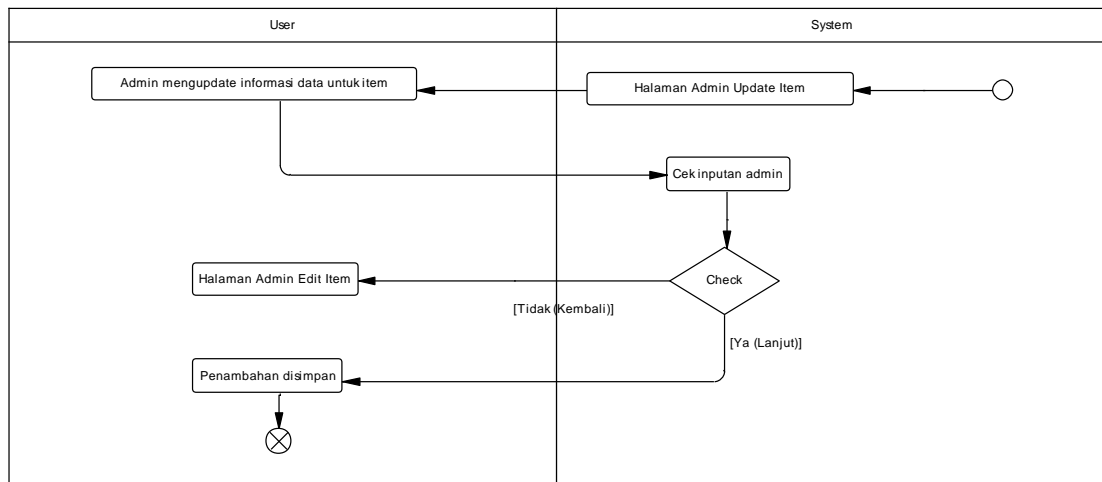 User
System
Admin mengupdate informasi data untuk item
Halaman Admin Update Item
Cek inputan admin
Halaman Admin Edit Item
Check
[Tidak (Kembali)]
[Ya (Lanjut)]
Penambahan disimpan